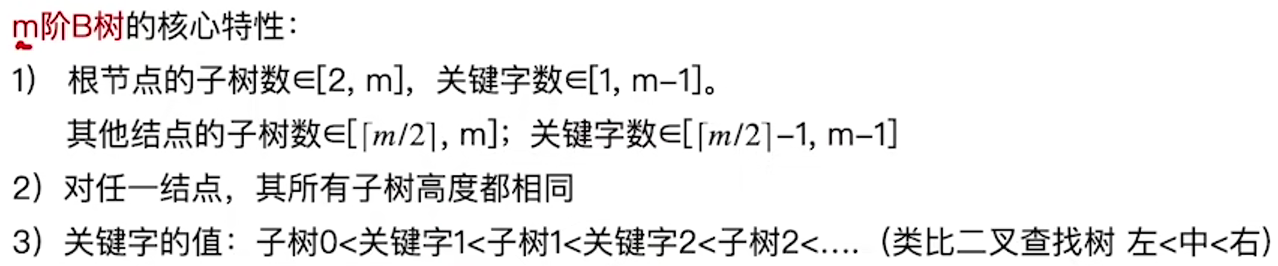 m阶B树的核心特性：
1） 根节点的子树数∈[2, m]，关键字数∈[1, m-1]。
其他结点的子树数∈[⌈m/2⌉, m]；关键字数∈[⌈m/2⌉-1, m-1]
2）对任一结点，其所有子树高度都相同
3）关键字的值：子树0<关键字1<子树1<关键字2<子树2<….（类比二叉查找树 左<中<右）